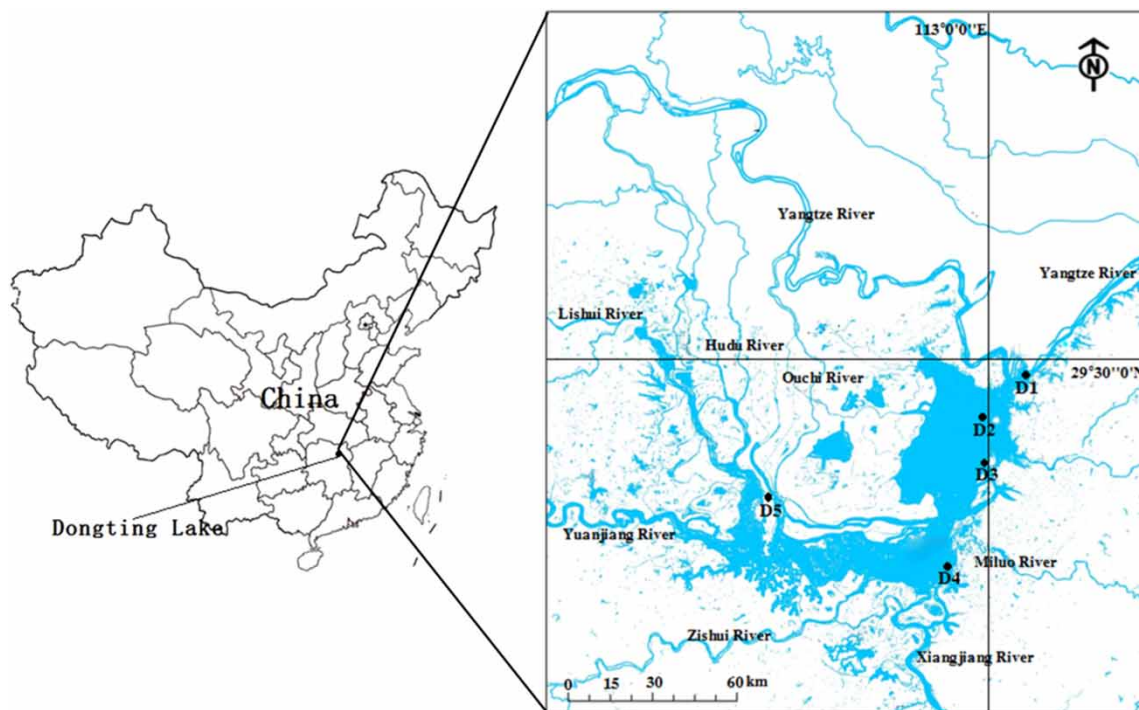 113°0'0''E
N
Yangtze River
Yangtze River
Lishui River
Hudu River
Ouchi River
29°30'0''N
D1
D2
D3
China
D5
Dongting Lake
Yuanjiang River
Miluo River
D4
Zishui River
Xiangjiang River
0 15 30 60 km